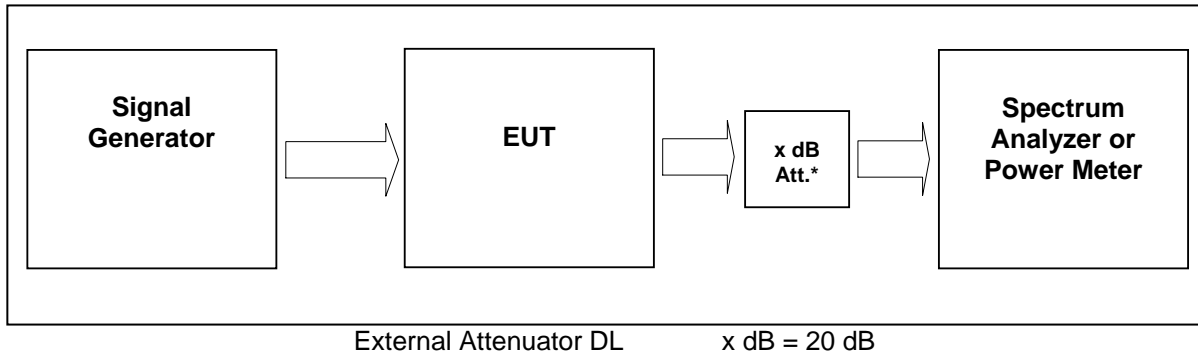 Signal
Generator
EUT
x dB
Att.*
Spectrum
Analyzer or
Power Meter
External Attenuator DL x dB = 20 dB